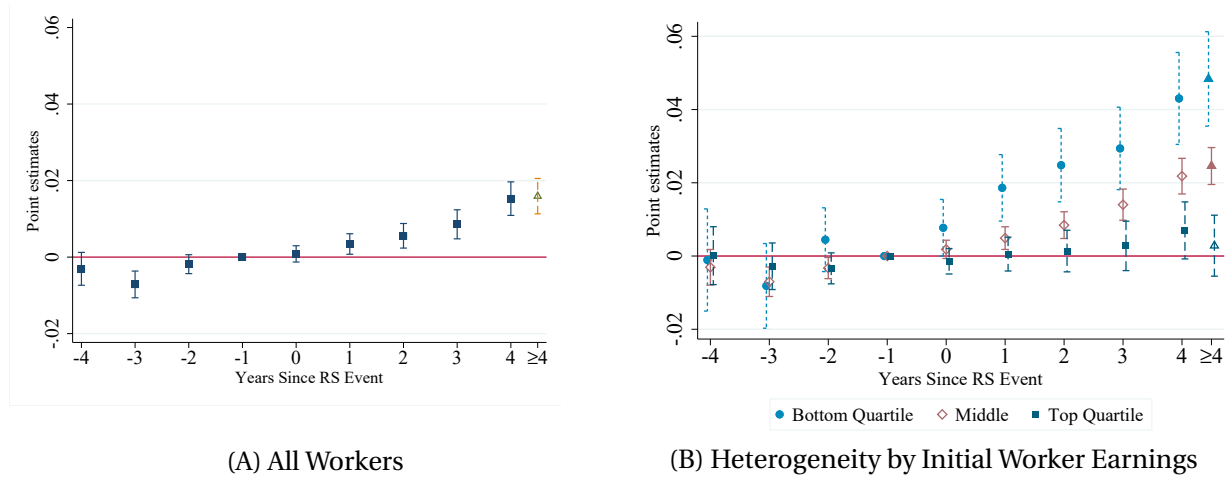 .06
.04
.02
0
-.02
Point estimates
-4 -3 -2 -1 0 1 2 3 4 ≥4
Years Since RS Event
(A) All Workers
.06
.04
.02
0
-.02
Point estimates
-4 -3 -2 -1 0 1 2 3 4 ≥4
Years Since RS Event
Bottom Quartile Middle Top Quartile
(B) Heterogeneity by Initial Worker Earnings